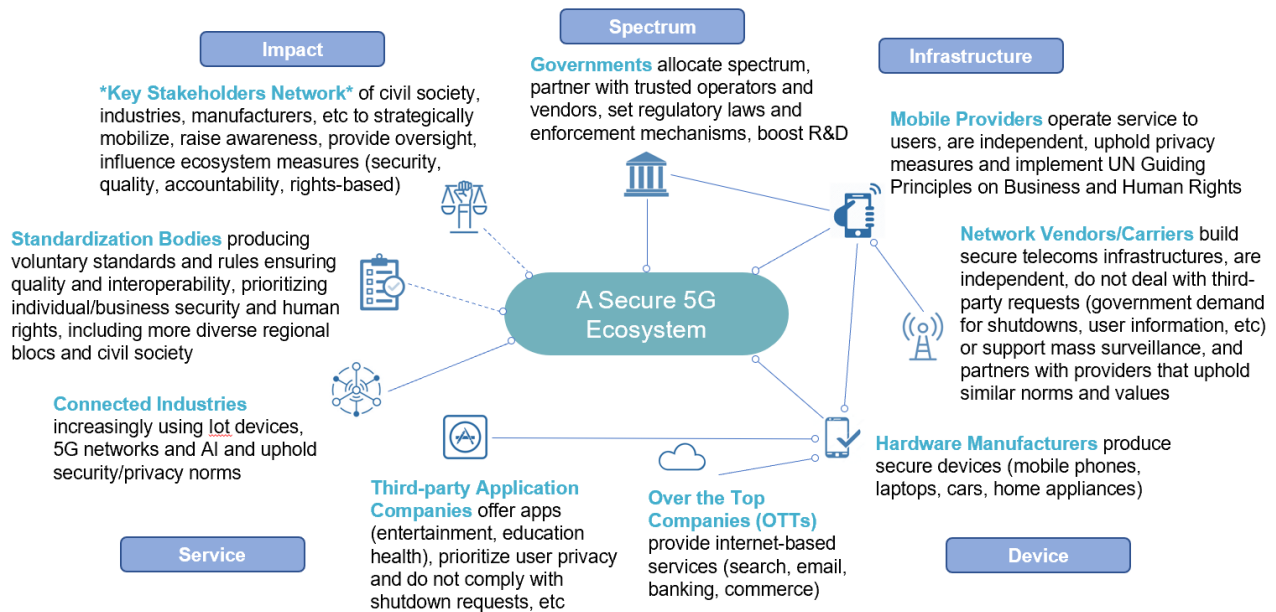 Impact
*Key Stakeholders Network* of civil society,
industries, manufacturers, etc to strategically
mobilize, raise awareness, provide oversight,
influence ecosystem measures (security,
quality, accountability, rights-based)
Spectrum
Governments allocate spectrum,
partner with trusted operators and
vendors, set regulatory laws and
enforcement mechanisms, boost R&D
Infrastructure
Mobile Providers operate service to
users, are independent, uphold privacy
measures and implement UN Guiding
Principles on Business and Human Rights
Network Vendors/Carriers build
secure telecoms infrastructures, are
independent, do not deal with third-
party requests (government demand
for shutdowns, user information, etc)
or support mass surveillance, and
partners with providers that uphold
similar norms and values
Standardization Bodies producing
voluntary standards and rules ensuring
quality and interoperability, prioritizing
individual/business security and human
rights, including more diverse regional
blocs and civil society
A Secure 5G
Ecosystem
Connected Industries
increasingly using Iot devices,
5G networks and AI and uphold
security/privacy norms
Third-party Application
Companies offer apps
(entertainment, education
health), prioritize user privacy
and do not comply with
shutdown requests, etc
Over the Top
Companies (OTTs)
provide internet-based
services (search, email,
banking, commerce)
Hardware Manufacturers produce
secure devices (mobile phones,
laptops, cars, home appliances)
Service
Device